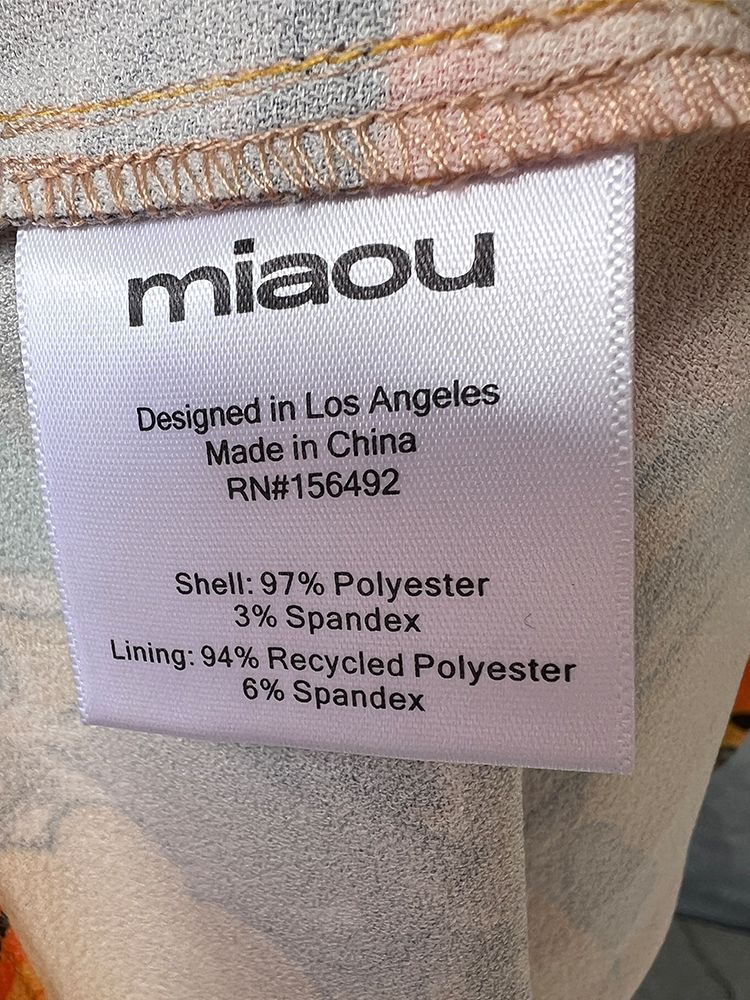 miaou
Designed in Los Angeles
Made in China
RN#156492
Shell: 97% Polyester
3% Spandex
Lining: 94% Recycled Polyester
6% Spandex